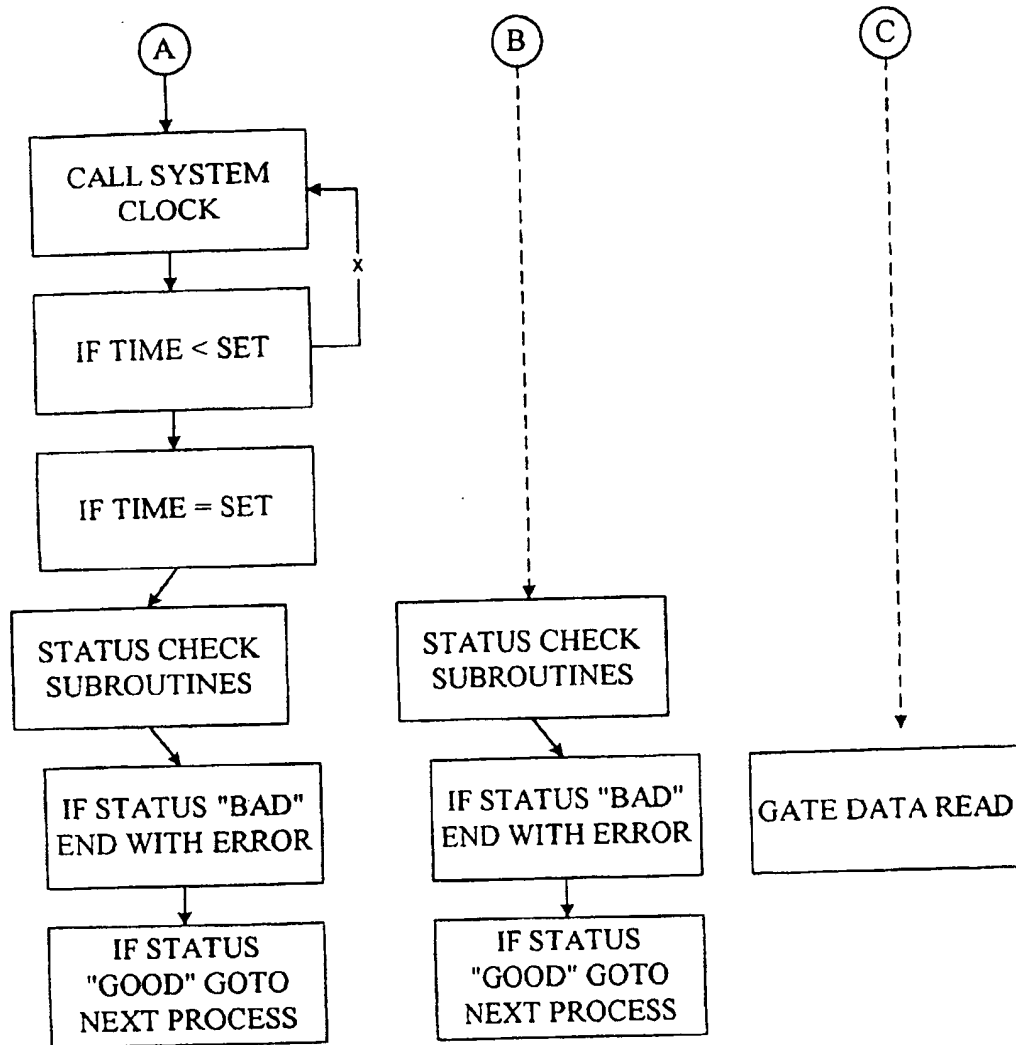 A
B
C
CALL SYSTEM
CLOCK
x
IF TIME < SET
IF TIME = SET
STATUS CHECK
SUBROUTINES
IF STATUS "BAD"
END WITH ERROR
IF STATUS
"GOOD" GOTO
NEXT PROCESS
STATUS CHECK
SUBROUTINES
IF STATUS "BAD"
END WITH ERROR
IF STATUS
"GOOD" GOTO
NEXT PROCESS
GATE DATA READ